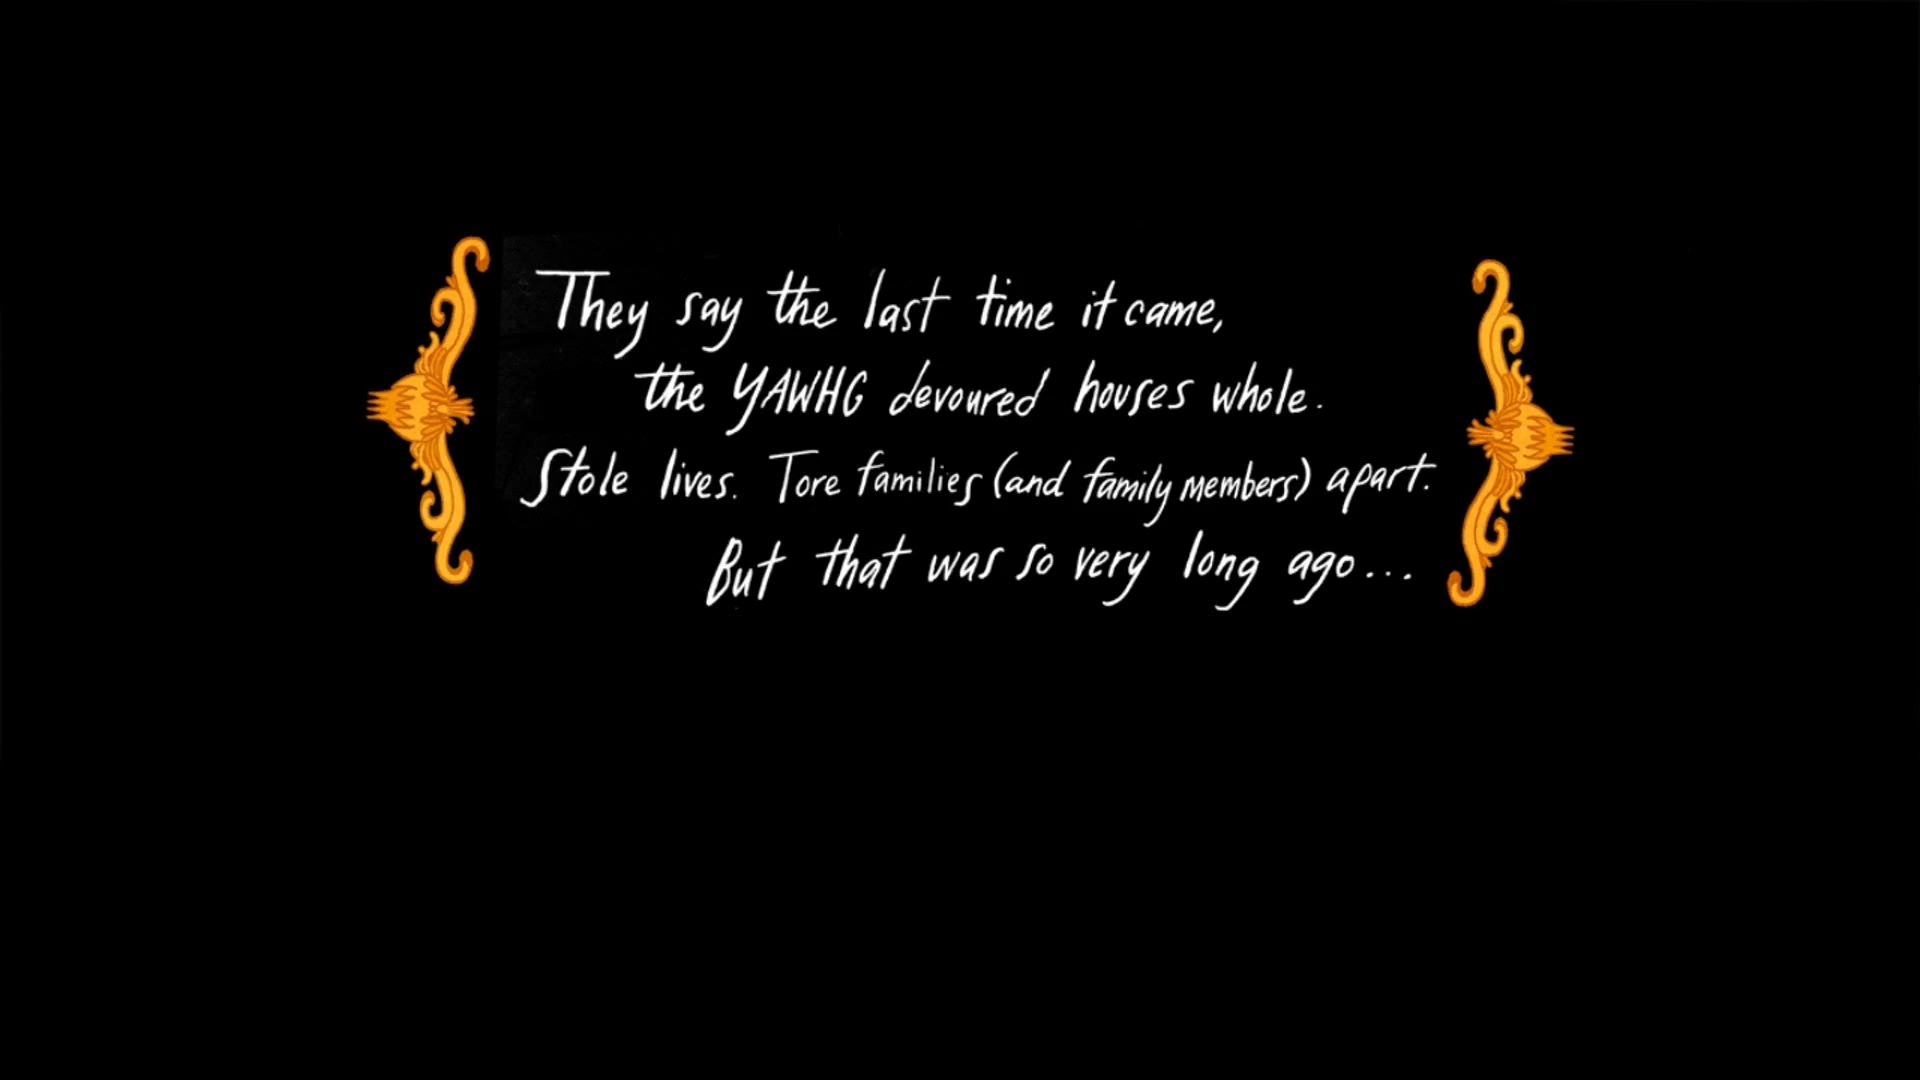 They say the last time it came,
the YAWHG devoured houses whole.
Stole lives. Tore families (and family members) apart.
But that was so very long ago...